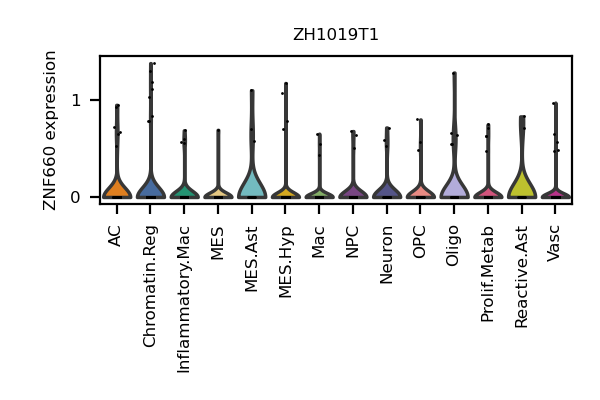 ZH1019T1
ZNF660 expression
1
0
AC
Chromatin.Reg
Inflammatory.Mac
MES
MES.Ast
MES.Hyp
Mac
NPC
Neuron
OPC
Oligo
Prolif.Metab
Reactive.Ast
Vasc